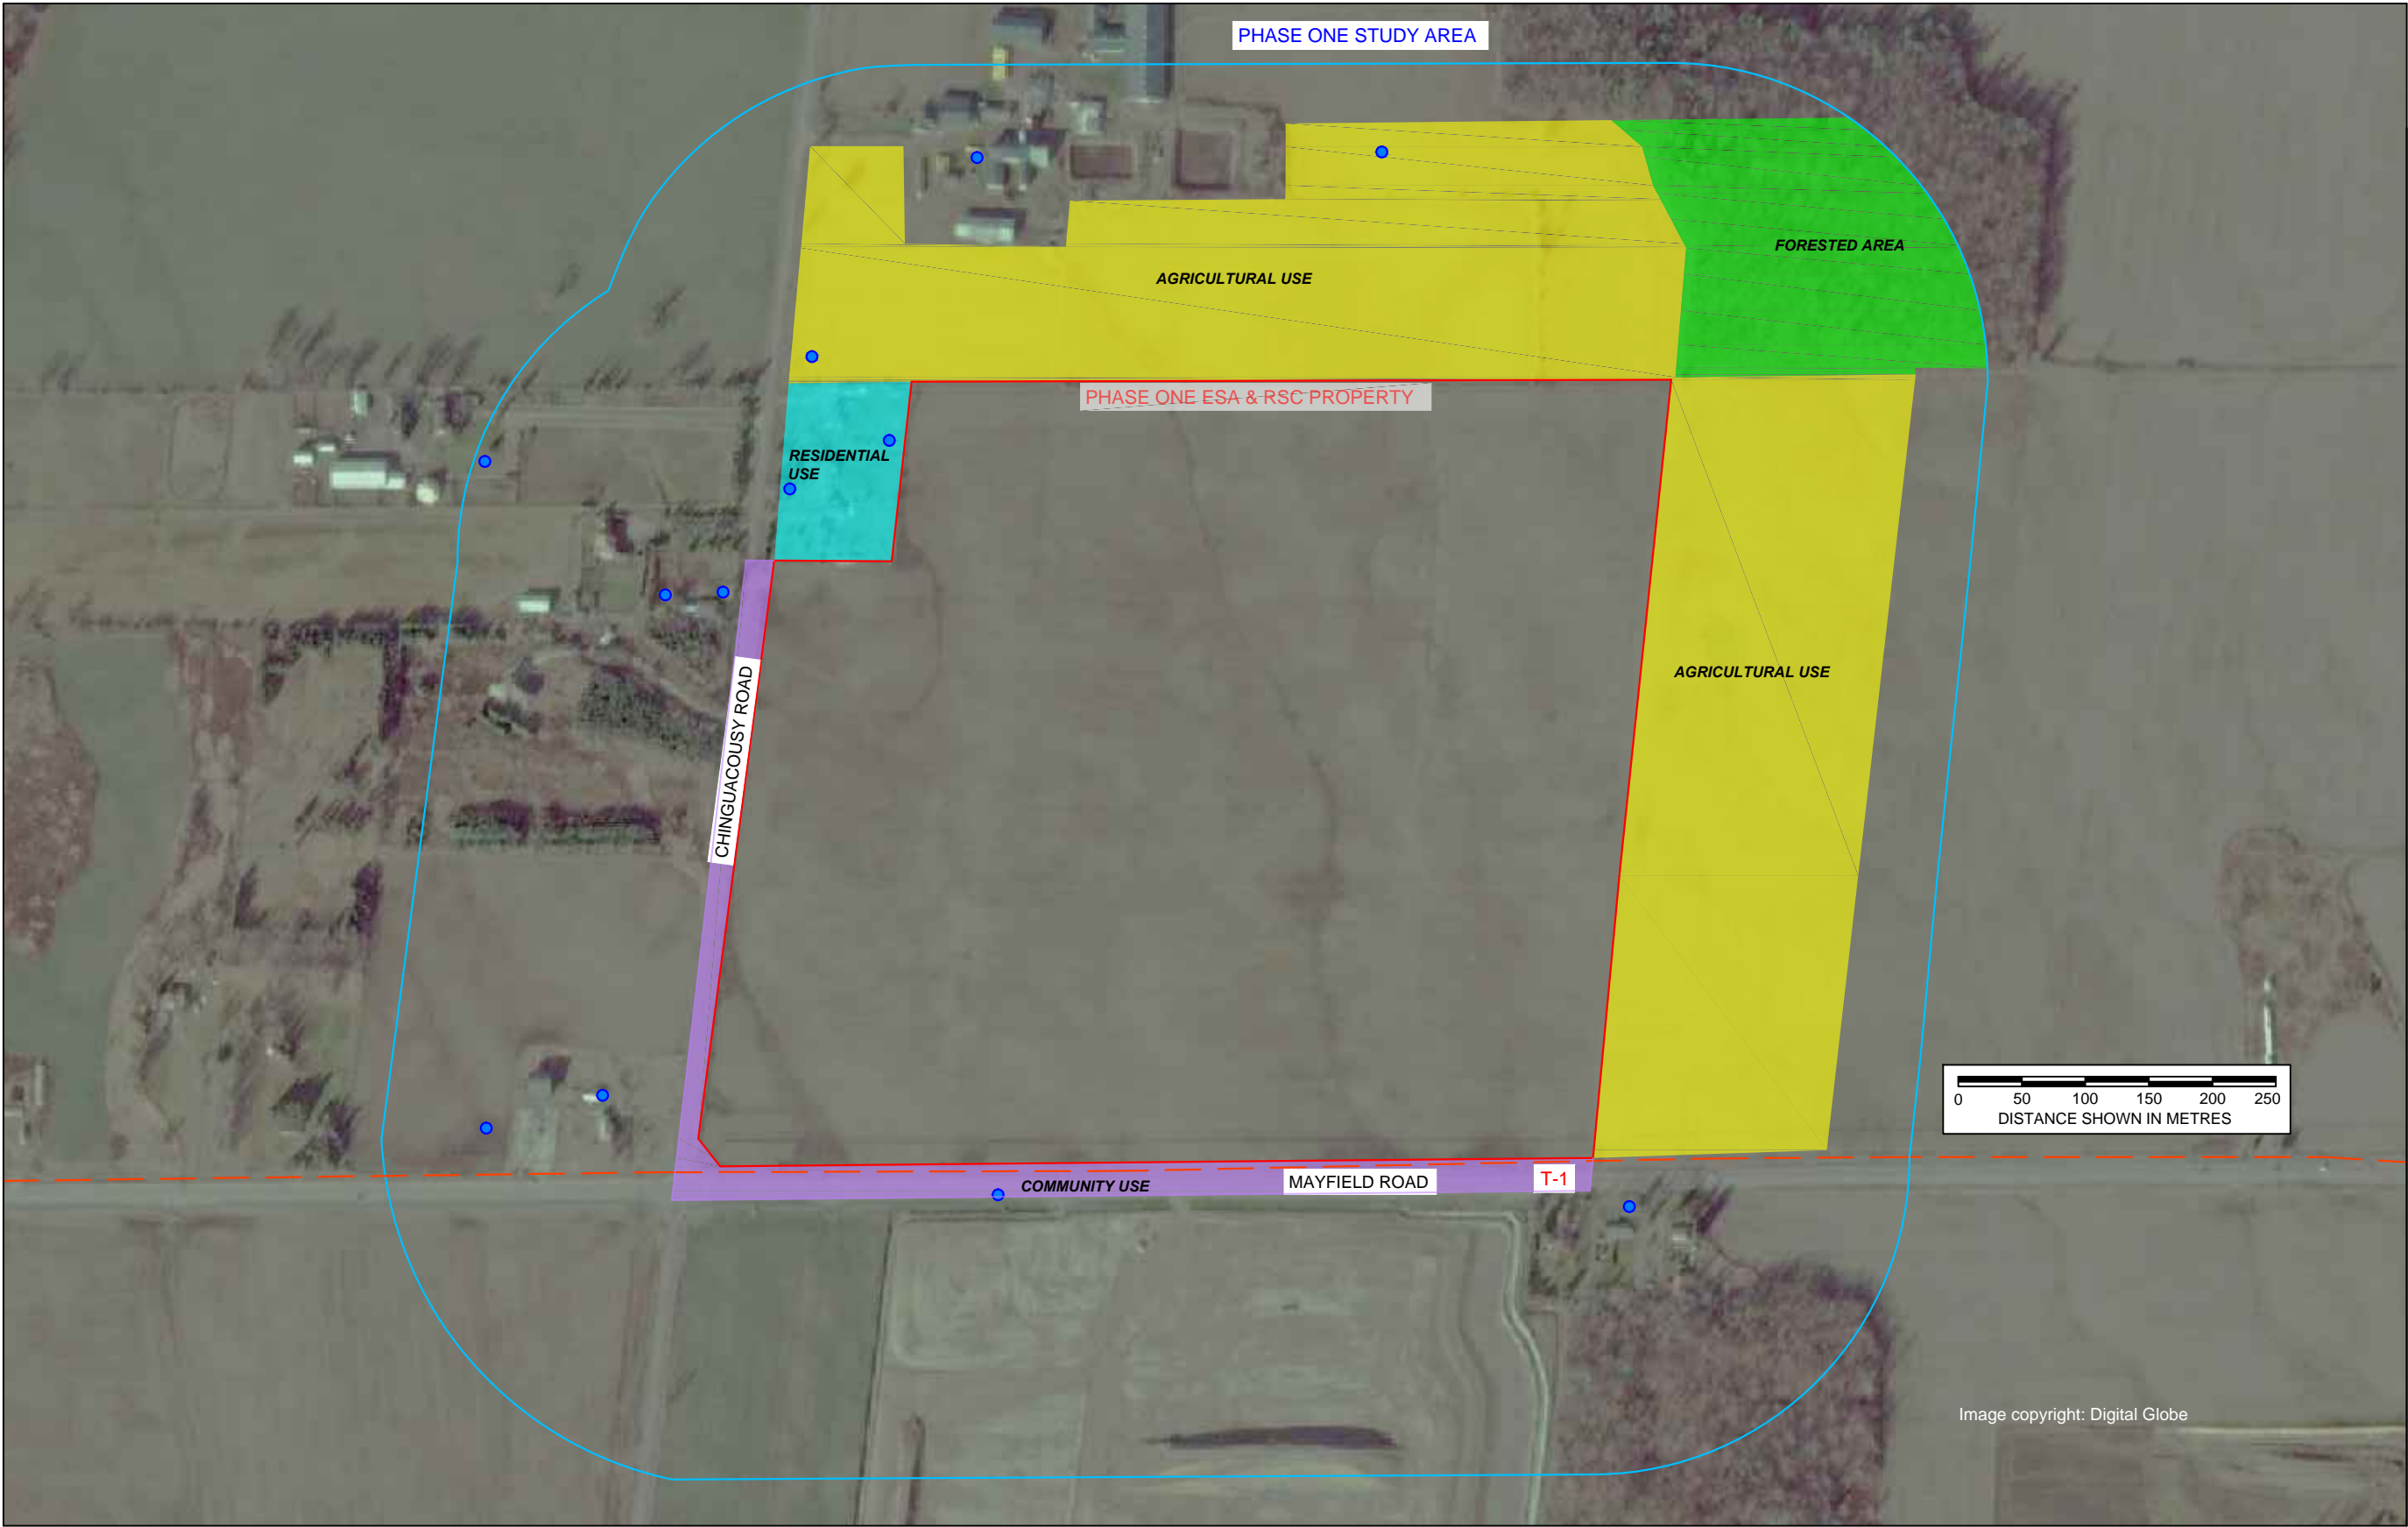 PHASE ONE STUDY AREA
FORESTED AREA
AGRICULTURAL USE
PHASE ONE ESA & RSC PROPERTY
RESIDENTIAL
USE
CHINGUACOUSY ROAD
AGRICULTURAL USE
0 50 100 150 200 250
DISTANCE SHOWN IN METRES
COMMUNITY USE
MAYFIELD ROAD
T-1
Image copyright: Digital Globe